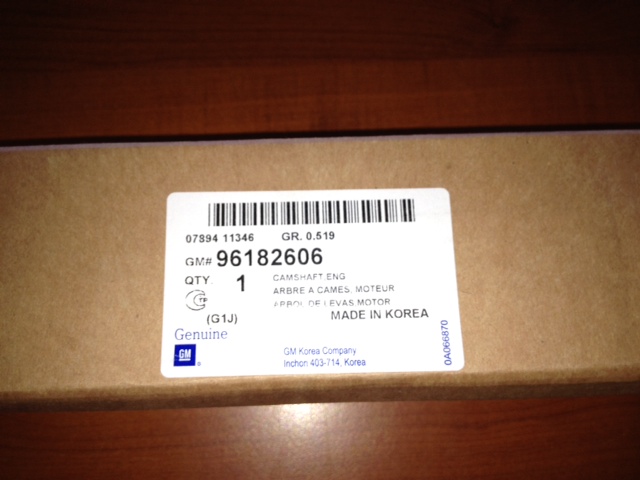 07894 11346 GR. 0.519
GM# 96182606
QTY. 1
CAMSHAFT,ENG
ARBRE A CAMES, MOTEUR
ARBOL DE LEVAS,MOTOR
(G1J)
MADE IN KOREA
Genuine
GM
GM Korea Company
Inchon 403-714, Korea
0A066870